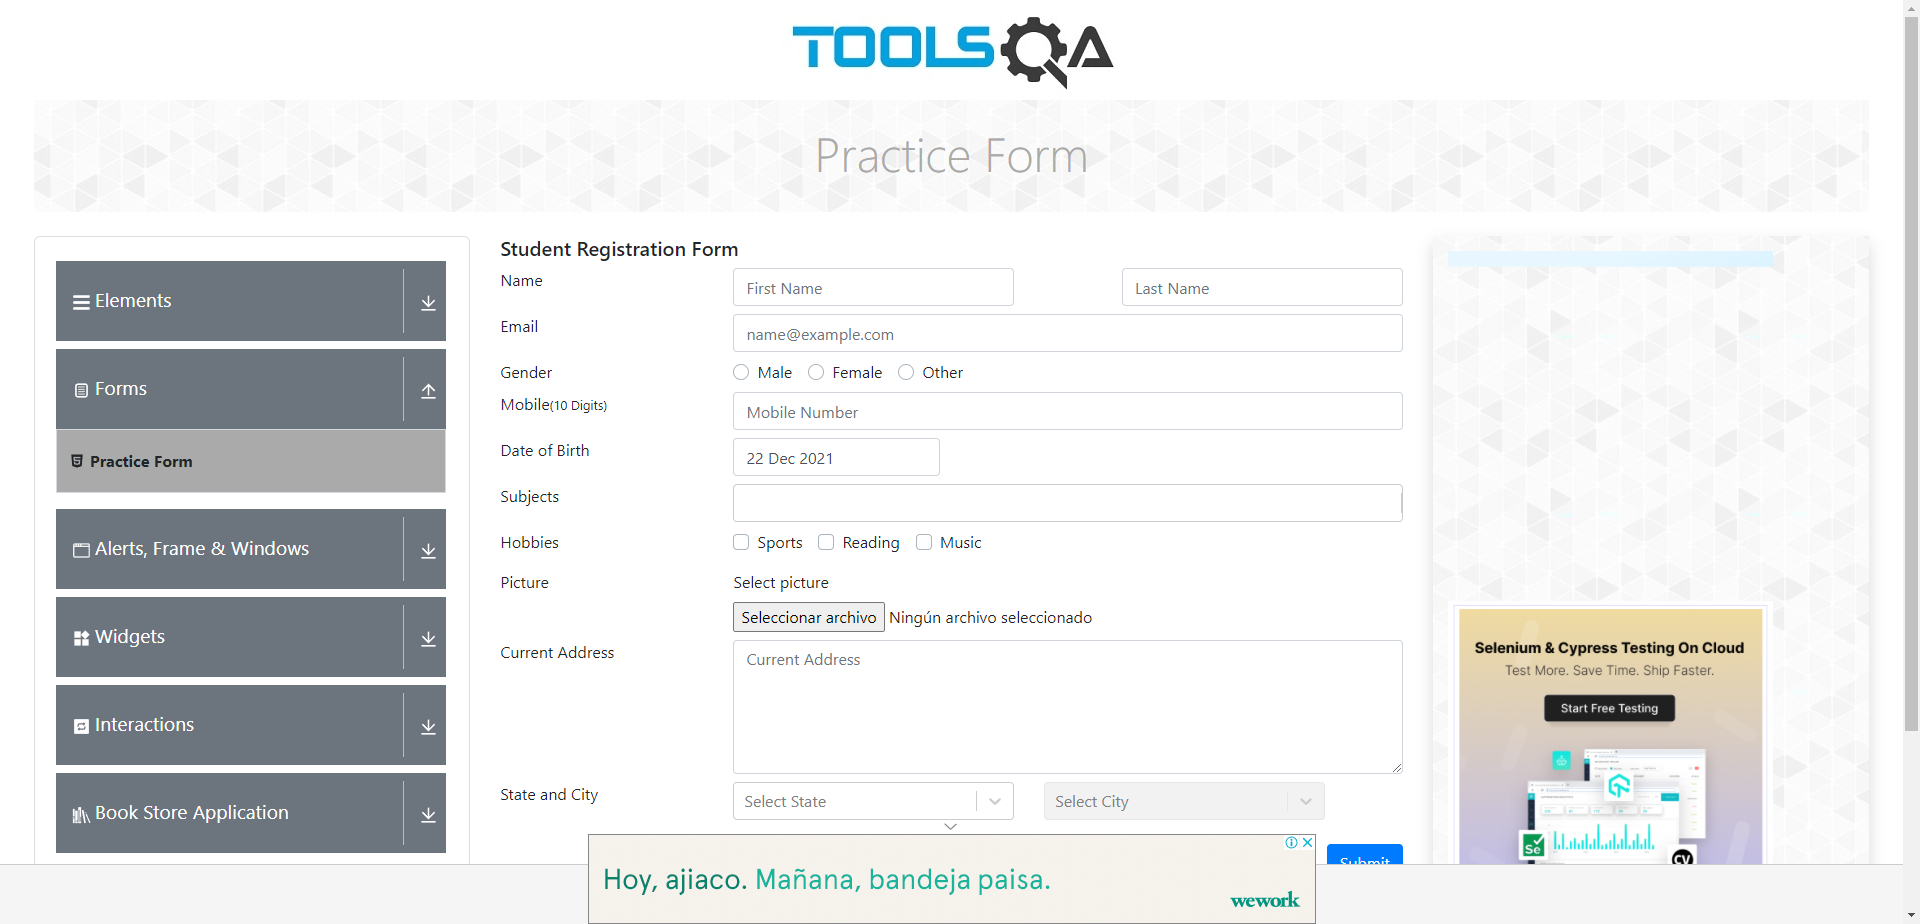 TOOLSQA
Practice Form
Elements
Forms
Practice Form
Alerts, Frame & Windows
Widgets
Interactions
Book Store Application
Student Registration Form
Name
First Name
Last Name
Email
name@example.com
Gender
Male
Female
Other
Mobile(10 Digits)
Mobile Number
Date of Birth
22 Dec 2021
Subjects
Hobbies
Sports
Reading
Music
Picture
Select picture
Seleccionar archivo Ningún archivo seleccionado
Current Address
Current Address
State and City
Select State
Select City
Submit
Selenium & Cypress Testing On Cloud
Test More. Save Time. Ship Faster.
Start Free Testing
Se
CV
Hoy, ajiaco. Mañana, bandeja paisa.
wework